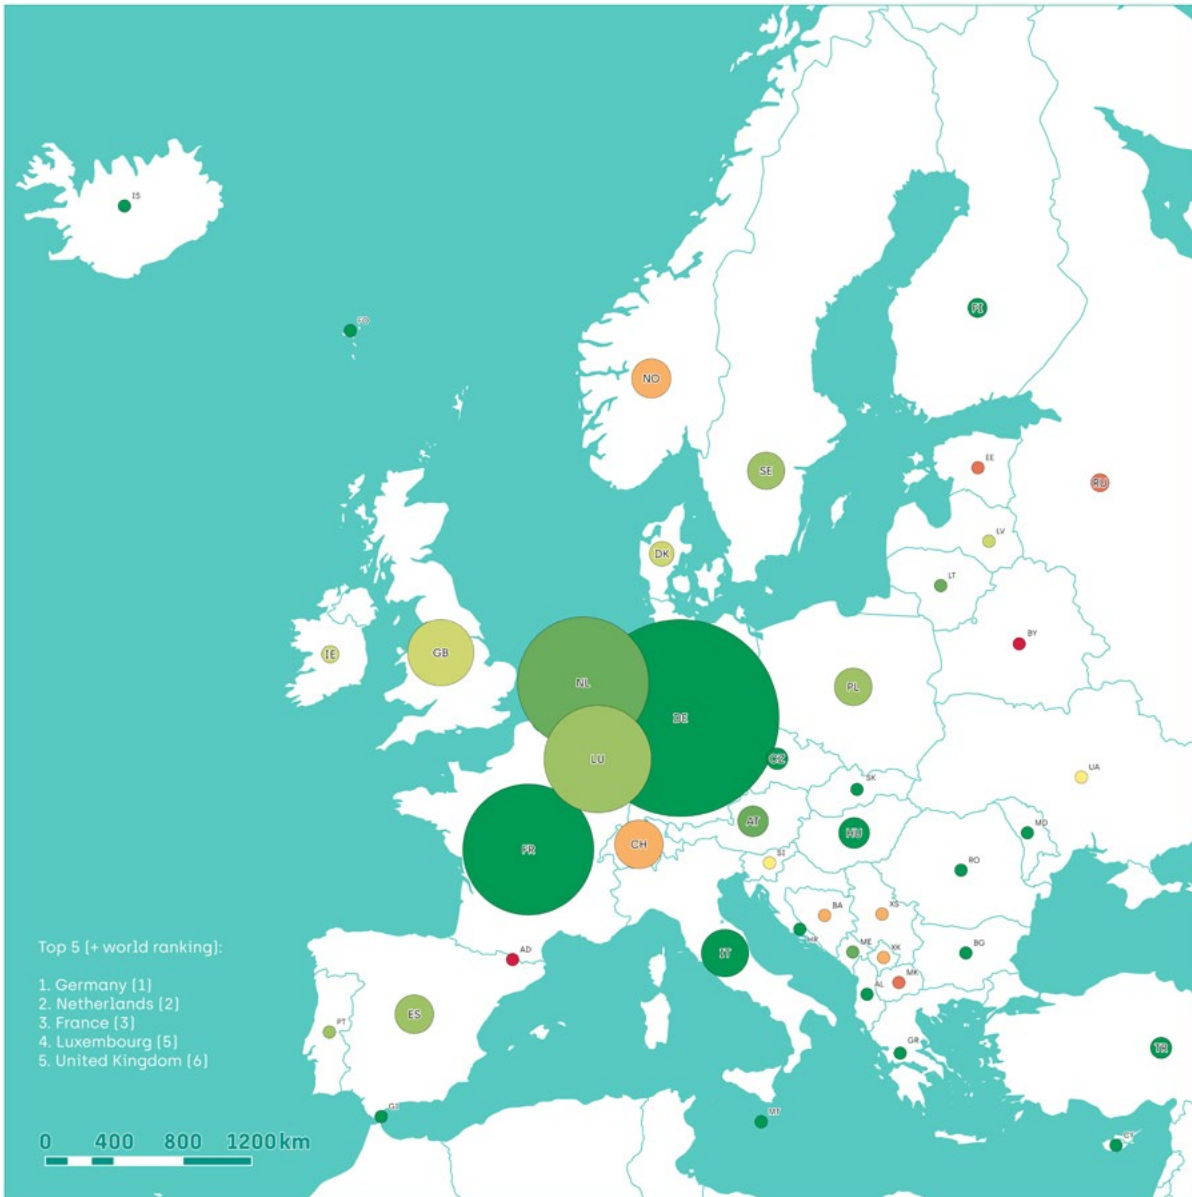 IS
FO
FI
NO
SE
EE
RU
LV
DK
LT
BY
IE
GB
NL
PL
DE
LU
CZ
UA
SK
AT
HU
MD
FR
CH
SI
RO
BA
XS
HR
ME
XK
BG
IT
AD
MK
AL
Top 5 (+ world ranking):
1. Germany (1)
2. Netherlands (2)
3. France (3)
4. Luxembourg (5)
5. United Kingdom (6)
ES
PT
GR
TR
GI
MT
CY
0 400 800 1200 km